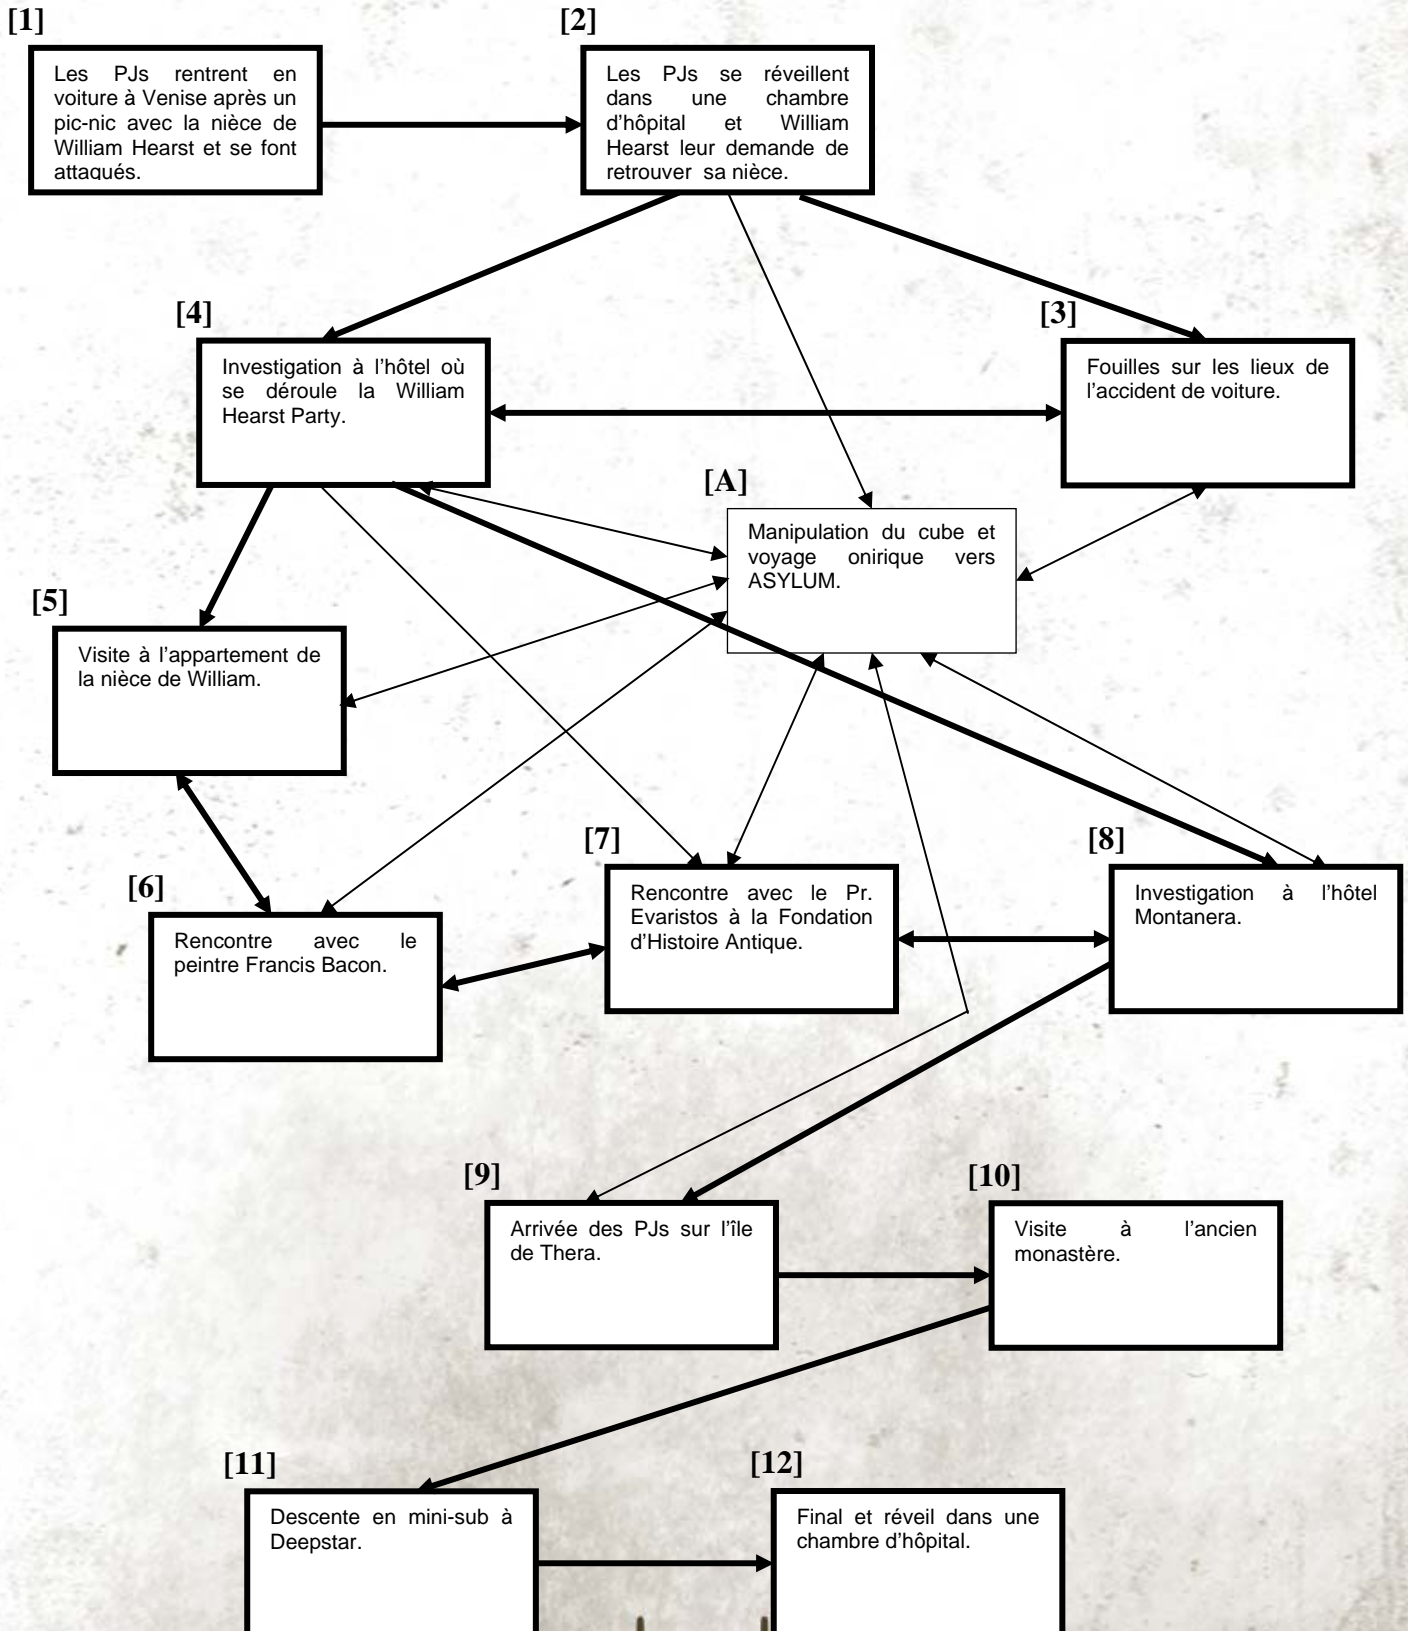 [1]
Les PJs rentrent en
voiture à Venise après un
pic-nic avec la nièce de
William Hearst et se font
attaqués.
[2]
Les PJs se réveillent
dans une chambre
d'hôpital et William
Hearst leur demande de
retrouver sa nièce.
[4]
Investigation à l'hôtel où
se déroule la William
Hearst Party.
[3]
Fouilles sur les lieux de
l'accident de voiture.
[A]
Manipulation du cube et
voyage onirique vers
ASYLUM.
[5]
Visite à l'appartement de
la nièce de William.
[6]
Rencontre avec le
peintre Francis Bacon.
[7]
Rencontre avec le Pr.
Evaristos à la Fondation
d'Histoire Antique.
[8]
Investigation à l'hôtel
Montanera.
[9]
Arrivée des PJs sur l'île
de Thera.
[10]
Visite à l'ancien
monastère.
[11]
Descente en mini-sub à
Deepstar.
[12]
Final et réveil dans une
chambre d'hôpital.